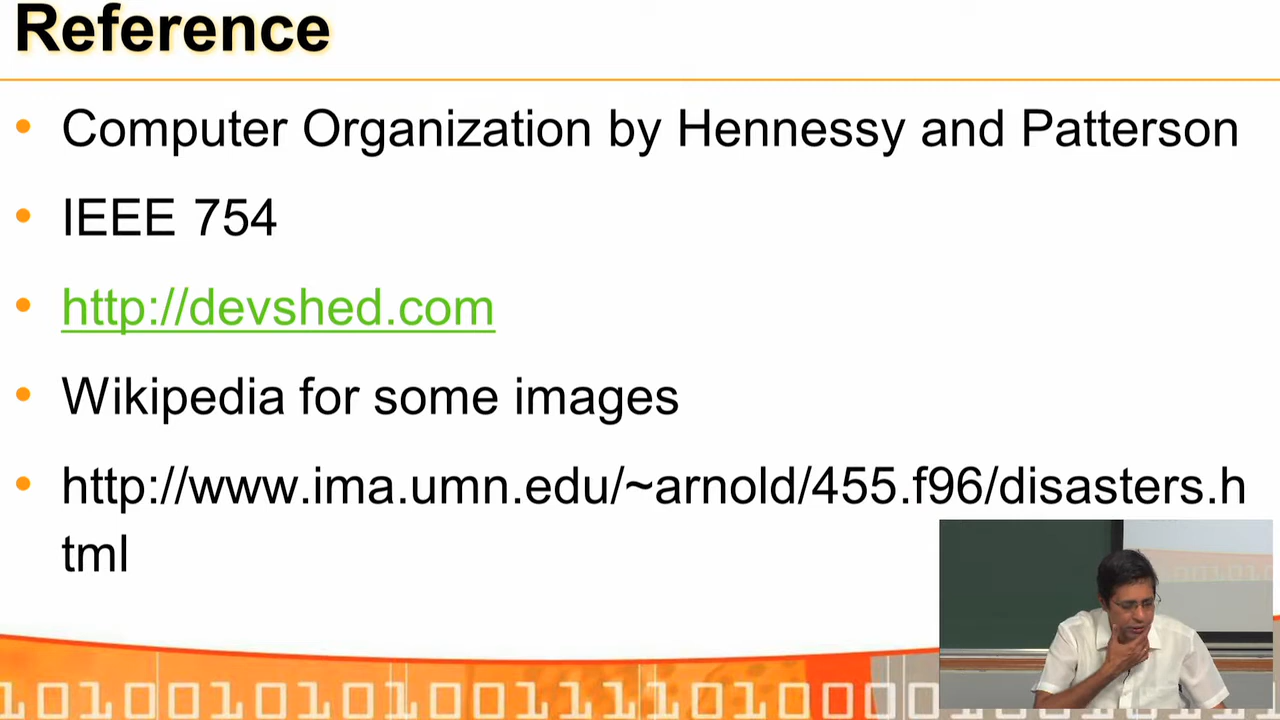 Reference
• Computer Organization by Hennessy and Patterson
• IEEE 754
• http://devshed.com
• Wikipedia for some images
• http://www.ima.umn.edu/~arnold/455.f96/disasters.h
tml